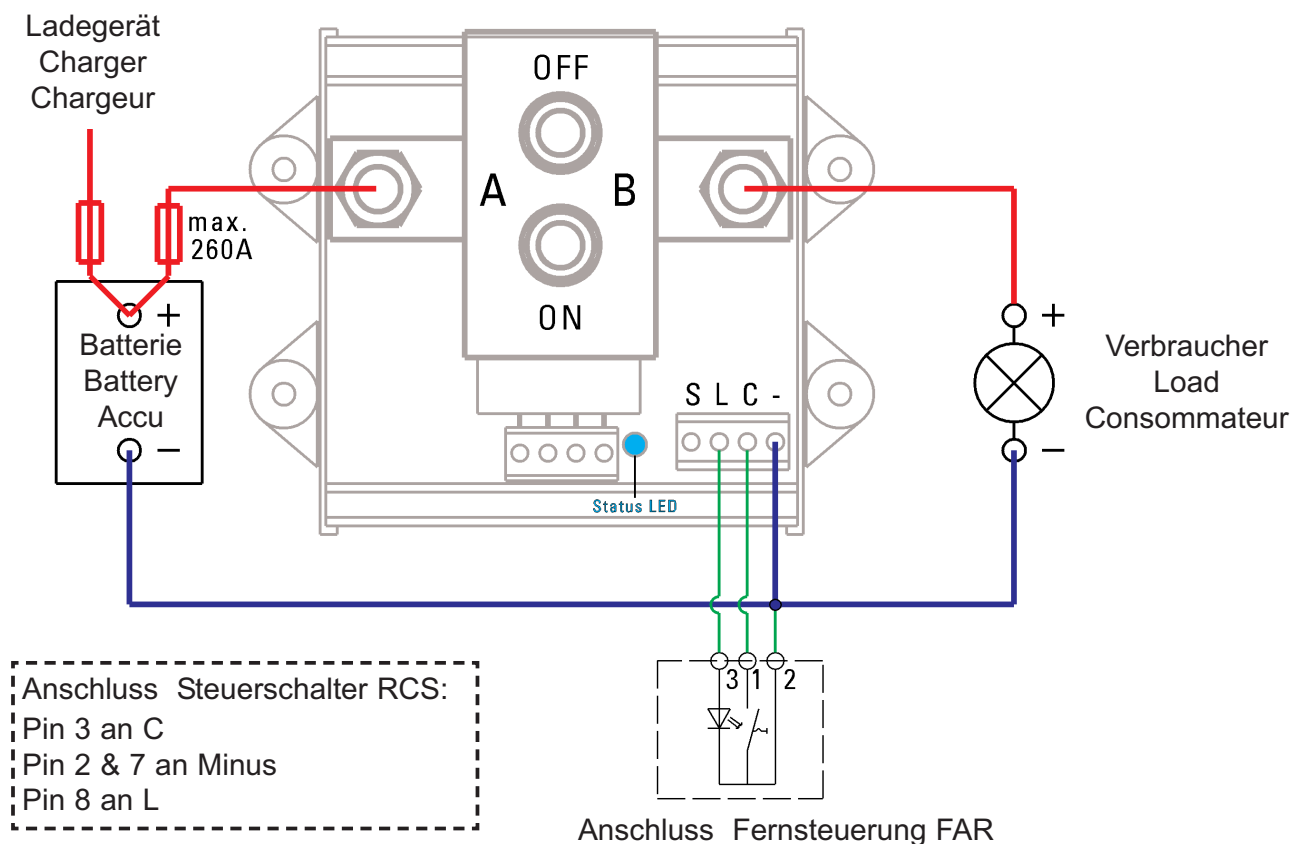 Ladegerät
Charger
Chargeur
OFF
A B
ON
max.
260A
+
Batterie
Battery
Accu
−
S L C -
Status LED
+
−
Verbraucher
Load
Consommateur
3 1 2
Anschluss Steuerschalter RCS:
Pin 3 an C
Pin 2 & 7 an Minus
Pin 8 an L
Anschluss Fernsteuerung FAR